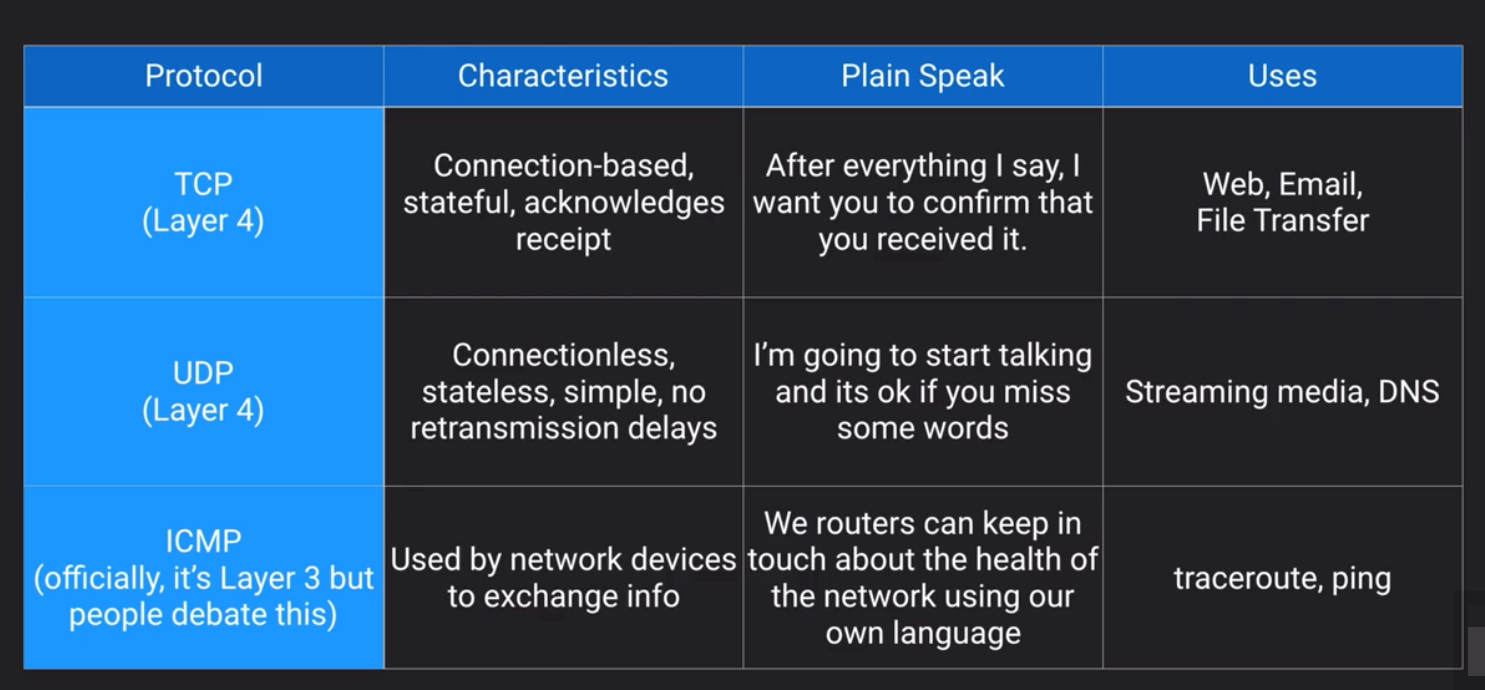 Protocol
Characteristics
Plain Speak
Uses
TCP
(Layer 4)
Connection-based,
stateful, acknowledges
receipt
After everything I say, I
want you to confirm that
you received it.
Web, Email,
File Transfer
UDP
(Layer 4)
Connectionless,
stateless, simple, no
retransmission delays
I’m going to start talking
and its ok if you miss
some words
Streaming media, DNS
ICMP
(officially, it’s Layer 3 but
people debate this)
Used by network devices
to exchange info
We routers can keep in
touch about the health of
the network using our
own language
traceroute, ping